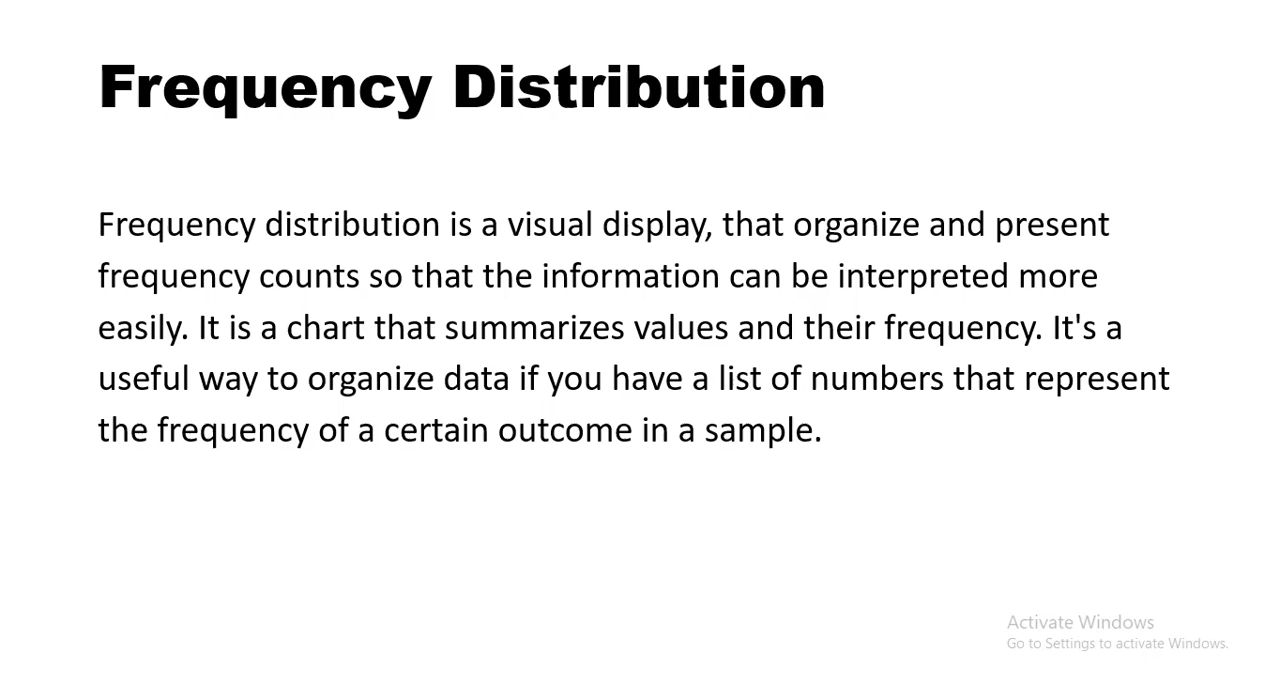 Frequency Distribution
Frequency distribution is a visual display, that organize and present
frequency counts so that the information can be interpreted more
easily. It is a chart that summarizes values and their frequency. It's a
useful way to organize data if you have a list of numbers that represent
the frequency of a certain outcome in a sample.
Activate Windows
Go to Settings to activate Windows.